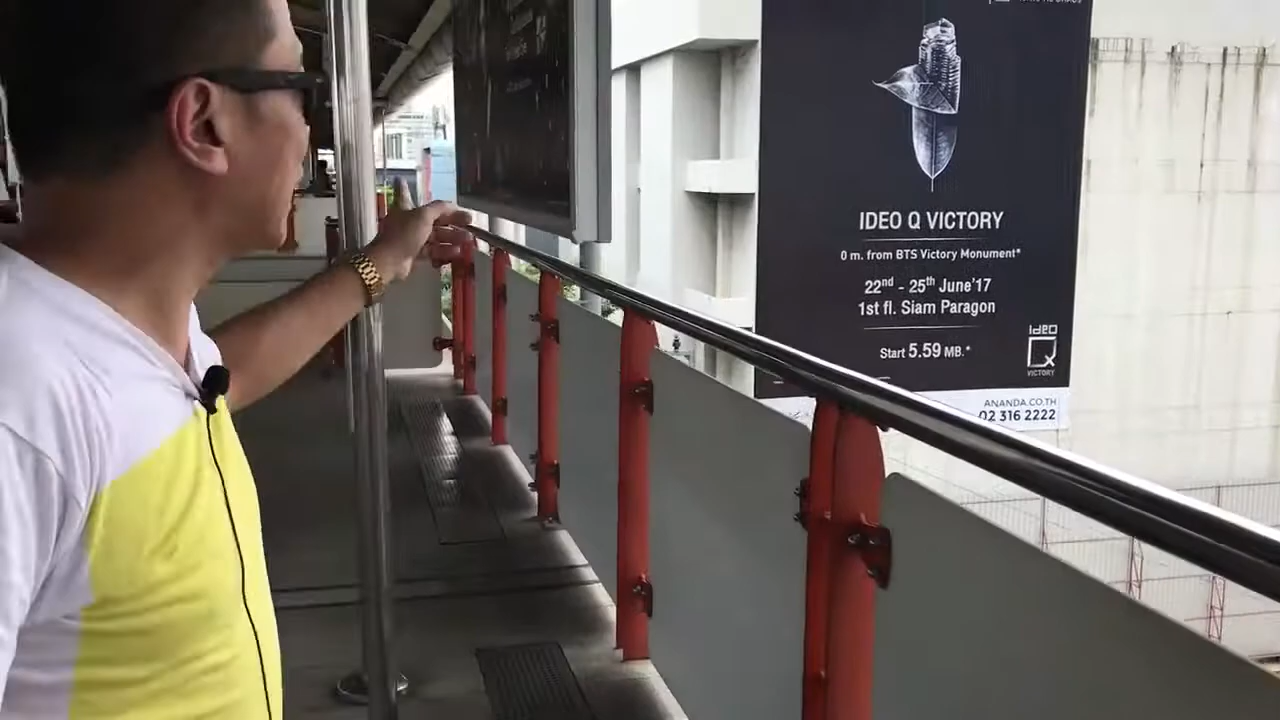 IDEO Q VICTORY
0 m. from BTS Victory Monument*
22nd - 25th June'17
1st fl. Siam Paragon
Start 5.59 MB.*
ideo
Q
VICTORY
ANANDA.CO.TH
02 316 2222